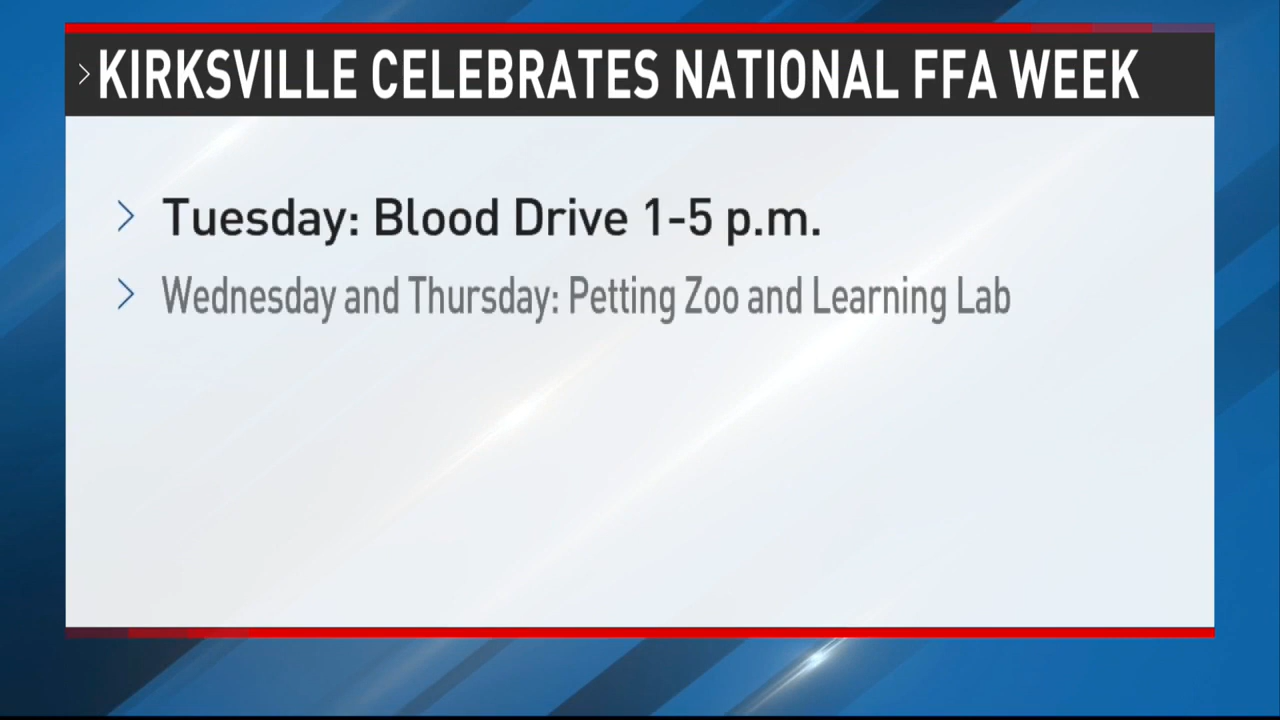 KIRKSVILLE CELEBRATES NATIONAL FFA WEEK
Tuesday: Blood Drive 1-5 p.m.
Wednesday and Thursday: Petting Zoo and Learning Lab